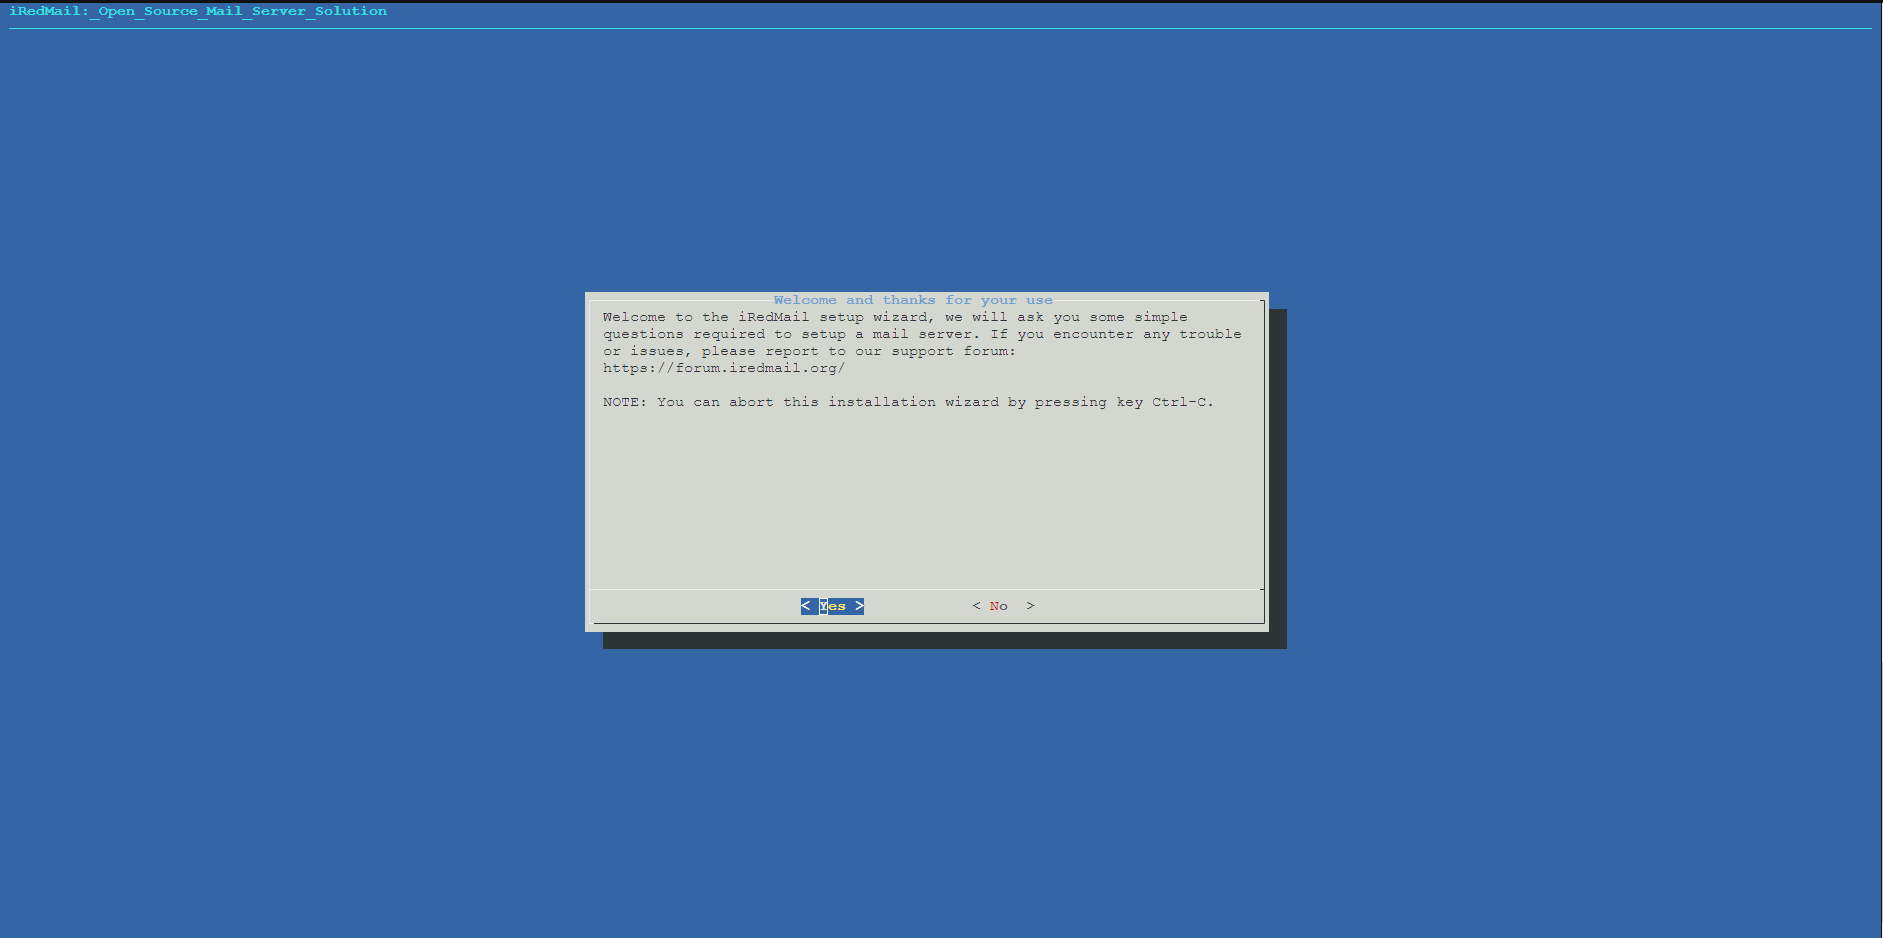 iRedMail:_Open_Source_Mail_Server_Solution
Welcome and thanks for your use
Welcome to the iRedMail setup wizard, we will ask you some simple
questions required to setup a mail server. If you encounter any trouble
or issues, please report to our support forum:
https://forum.iredmail.org/
NOTE: You can abort this installation wizard by pressing key Ctrl-C.
< Yes > < No >